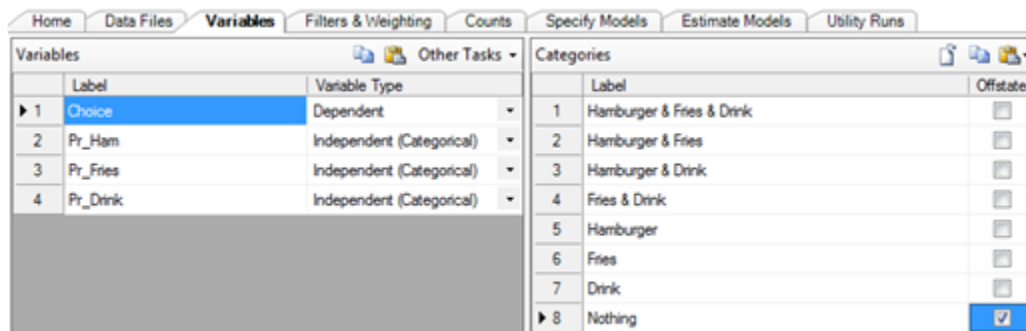 Home Data Files Variables Filters & Weighting Counts Specify Models Estimate Models Utility Runs
Variables Other Tasks
Label Variable Type
1 Choice Dependent
2 Pr_Ham Independent (Categorical)
3 Pr_Fries Independent (Categorical)
4 Pr_Drink Independent (Categorical)
Categories
Label Offstate
1 Hamburger & Fries & Drink
2 Hamburger & Fries
3 Hamburger & Drink
4 Fries & Drink
5 Hamburger
6 Fries
7 Drink
8 Nothing